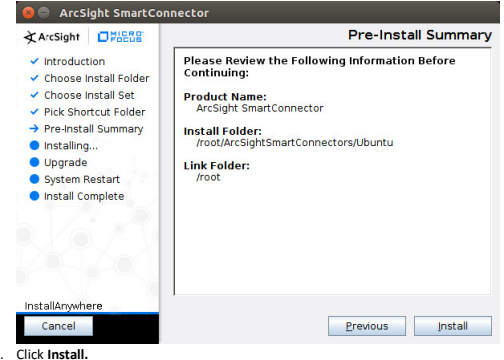 ArcSight SmartConnector
ArcSight MICRO FOCUS
Pre-Install Summary
Introduction
Choose Install Folder
Choose Install Set
Pick Shortcut Folder
Pre-Install Summary
Installing...
Upgrade
System Restart
Install Complete
Please Review the Following Information Before
Continuing:
Product Name:
ArcSight SmartConnector
Install Folder:
/root/ArcSightSmartConnectors/Ubuntu
Link Folder:
/root
InstallAnywhere
Cancel
Previous
Install
. Click Install.